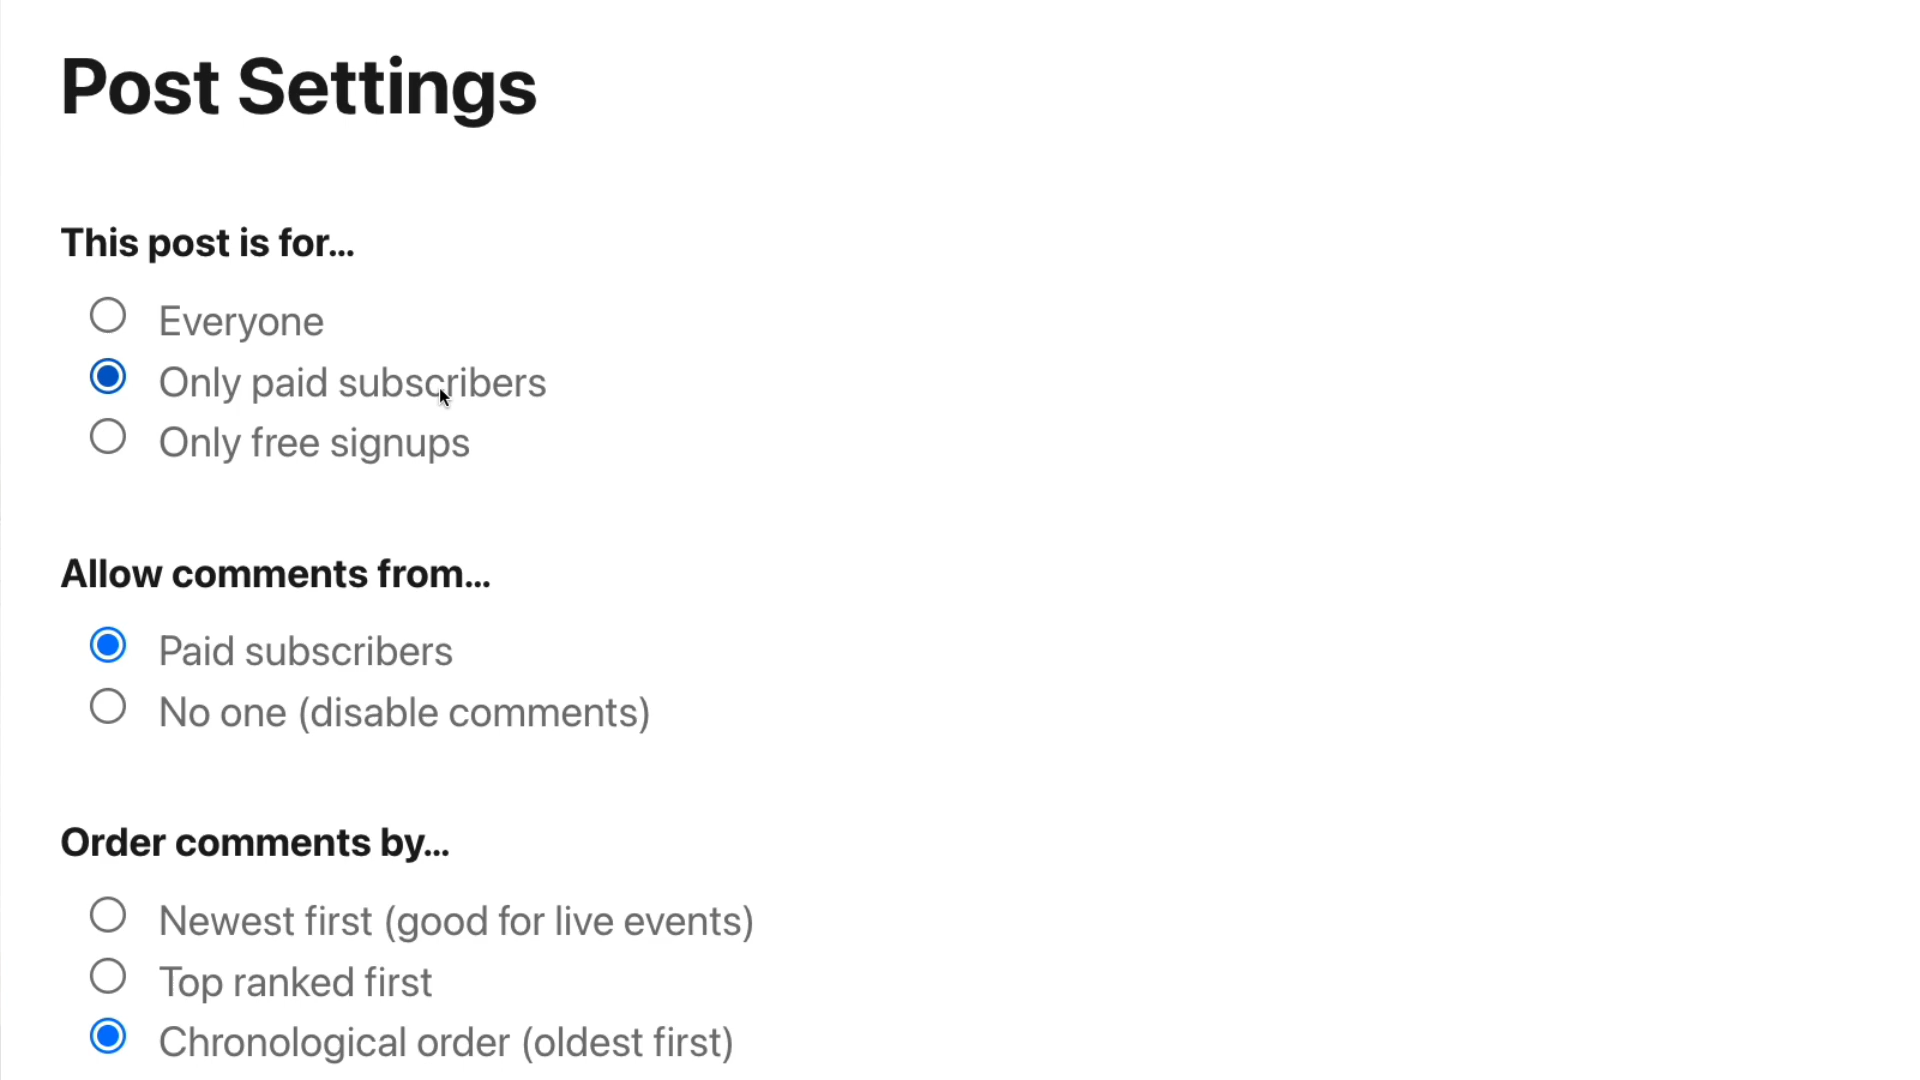 Post Settings
This post is for...
Everyone
Only paid subscribers
Only free signups
Allow comments from...
Paid subscribers
No one (disable comments)
Order comments by...
Newest first (good for live events)
Top ranked first
Chronological order (oldest first)